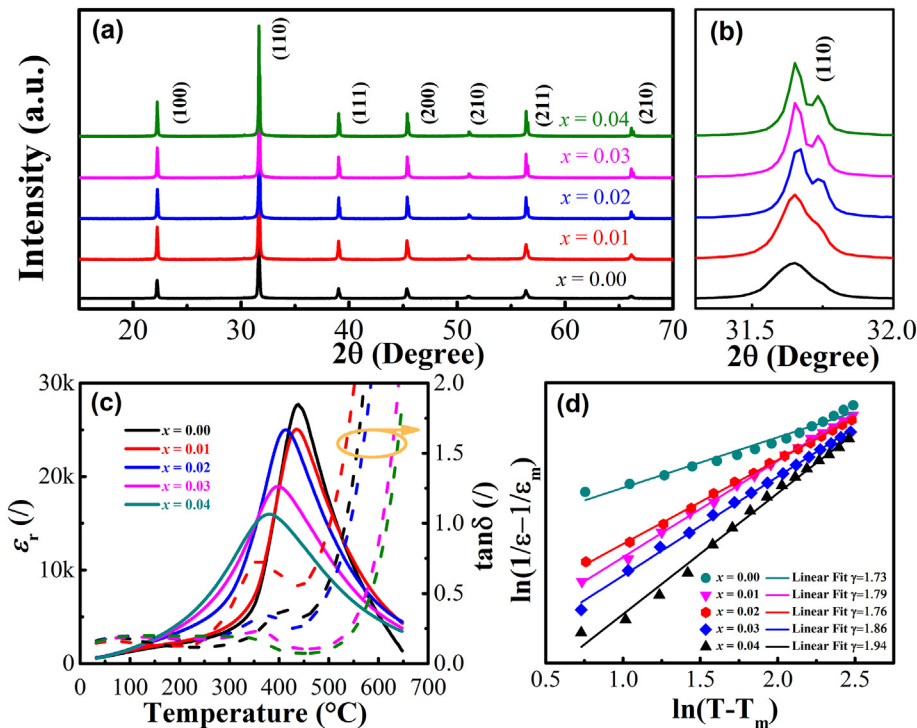 (a)
Intensity (a.u.)
(100)
(110)
(111)
(200)
(210)
(211)
(210)
x = 0.04
x = 0.03
x = 0.02
x = 0.01
x = 0.00
20 30 40 50 60 70
2θ (Degree)
(b)
(110)
31.5 32.0
2θ (Degree)
(c)
30k
20k
10k
0
εr (/)
x = 0.00
x = 0.01
x = 0.02
x = 0.03
x = 0.04
2.0
1.5
1.0
0.5
0.0
tanδ (/)
0 100 200 300 400 500 600 700
Temperature (°C)
(d)
ln(1/ε−1/εm)
x = 0.00 Linear Fit γ=1.73
x = 0.01 Linear Fit γ=1.79
x = 0.02 Linear Fit γ=1.76
x = 0.03 Linear Fit γ=1.86
x = 0.04 Linear Fit γ=1.94
0.5 1.0 1.5 2.0 2.5
ln(T-Tm)